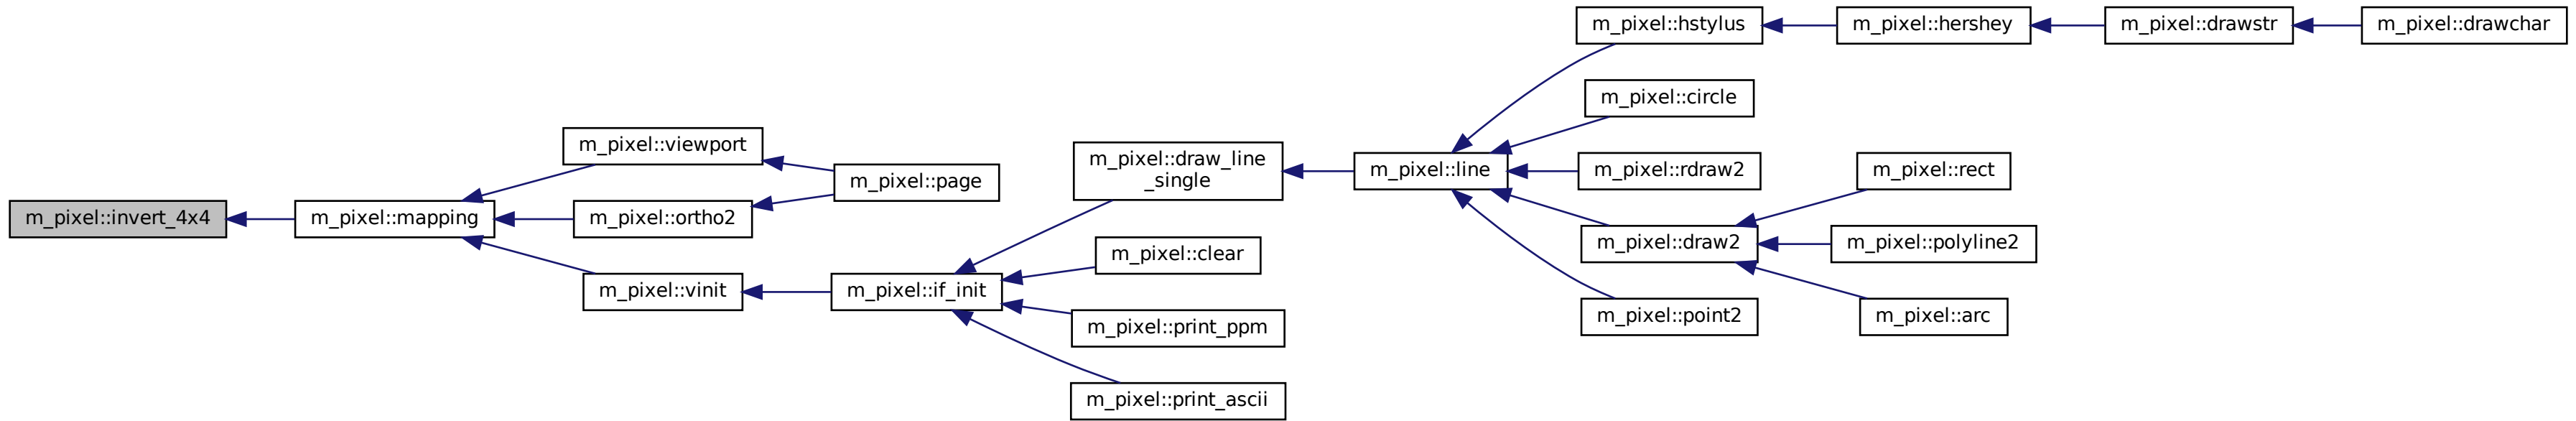 m_pixel::hstylus
m_pixel::hershey
m_pixel::drawstr
m_pixel::drawchar
m_pixel::circle
m_pixel::viewport
m_pixel::draw_line
_single
m_pixel::line
m_pixel::rdraw2
m_pixel::rect
m_pixel::page
m_pixel::invert_4x4
m_pixel::mapping
m_pixel::ortho2
m_pixel::draw2
m_pixel::polyline2
m_pixel::clear
m_pixel::vinit
m_pixel::if_init
m_pixel::point2
m_pixel::arc
m_pixel::print_ppm
m_pixel::print_ascii